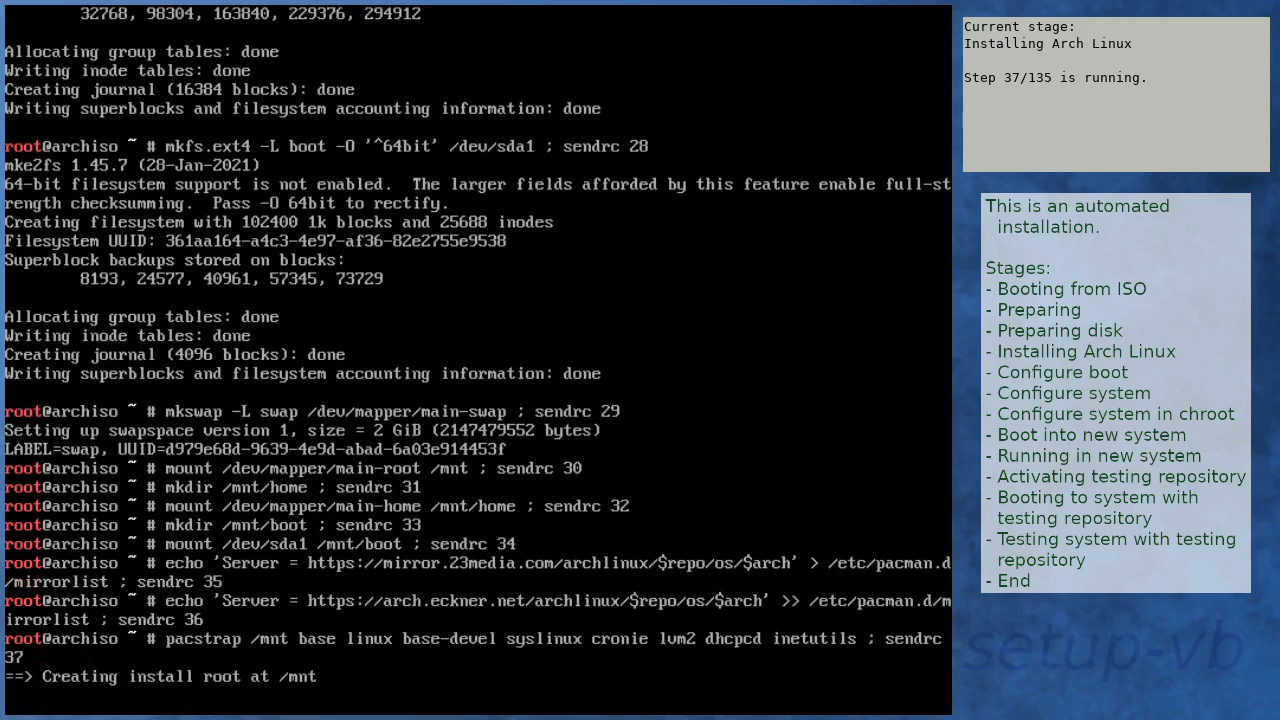 32768, 98304, 163840, 229376, 294912
Allocating group tables: done
Writing inode tables: done
Creating journal (16384 blocks): done
Writing superblocks and filesystem accounting information: done
root@archiso ~ # mkfs.ext4 -L boot -O '^64bit' /dev/sda1 ; sendrc 28
mke2fs 1.45.7 (28-Jan-2021)
64-bit filesystem support is not enabled.  The larger fields afforded by this feature enable full-st
rength checksumming.  Pass -O 64bit to rectify.
Creating filesystem with 102400 1k blocks and 25688 inodes
Filesystem UUID: 361aa164-a4c3-4e97-af36-82e2755e9538
Superblock backups stored on blocks:
8193, 24577, 40961, 57345, 73729
Allocating group tables: done
Writing inode tables: done
Creating journal (4096 blocks): done
Writing superblocks and filesystem accounting information: done
root@archiso ~ # mkswap -L swap /dev/mapper/main-swap ; sendrc 29
Setting up swapspace version 1, size = 2 GiB (2147479552 bytes)
LABEL=swap, UUID=d979e68d-9639-4e9d-abad-6a03e914453f
root@archiso ~ # mount /dev/mapper/main-root /mnt ; sendrc 30
root@archiso ~ # mkdir /mnt/home ; sendrc 31
root@archiso ~ # mount /dev/mapper/main-home /mnt/home ; sendrc 32
root@archiso ~ # mkdir /mnt/boot ; sendrc 33
root@archiso ~ # mount /dev/sda1 /mnt/boot ; sendrc 34
root@archiso ~ # echo 'Server = https://mirror.23media.com/archlinux/$repo/os/$arch' > /etc/pacman.d
/mirrorlist ; sendrc 35
root@archiso ~ # echo 'Server = https://arch.eckner.net/archlinux/$repo/os/$arch' >> /etc/pacman.d/m
irrorlist ; sendrc 36
root@archiso ~ # pacstrap /mnt base linux base-devel syslinux cronie lvm2 dhcpcd inetutils ; sendrc
37
==> Creating install root at /mnt
Current stage:
Installing Arch Linux
Step 37/135 is running.
This is an automated
installation.
Stages:
- Booting from ISO
- Preparing
- Preparing disk
- Installing Arch Linux
- Configure boot
- Configure system
- Configure system in chroot
- Boot into new system
- Running in new system
- Activating testing repository
- Booting to system with
testing repository
- Testing system with testing
repository
- End
setup-vb